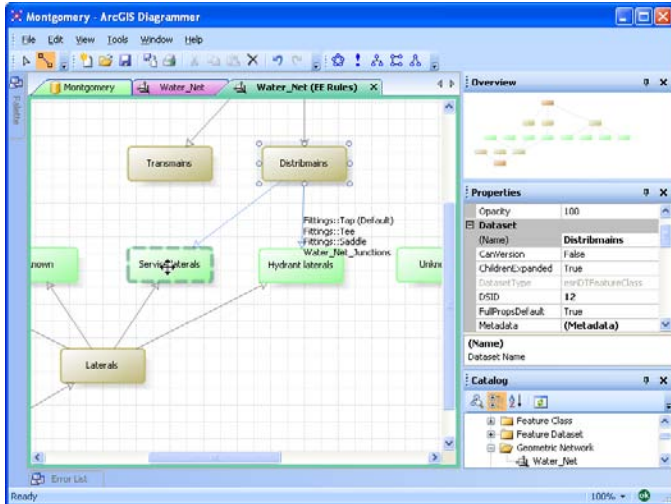 Montgomery - ArcGIS Diagrammer
File Edit View Tools Window Help
Palette
Montgomery Water_Net Water_Net (EE Rules) X
Transmains Distribmains
Fittings::Tap (Default)
Fittings::Tee
Fittings::Saddle
Water_Net_Junctions
nown Service laterals Hydrant laterals Unkn
Laterals
Error List
Overview
Properties
Opacity 100
Dataset
(Name) Distribmains
CanVersion False
ChildrenExpanded True
DatasetType esriDTFeatureClass
DSID 12
FullPropsDefault True
Metadata (Metadata)
(Name)
Dataset Name
Catalog
Feature Class
Feature Dataset
Geometric Network
Water_Net
Ready 100% ok